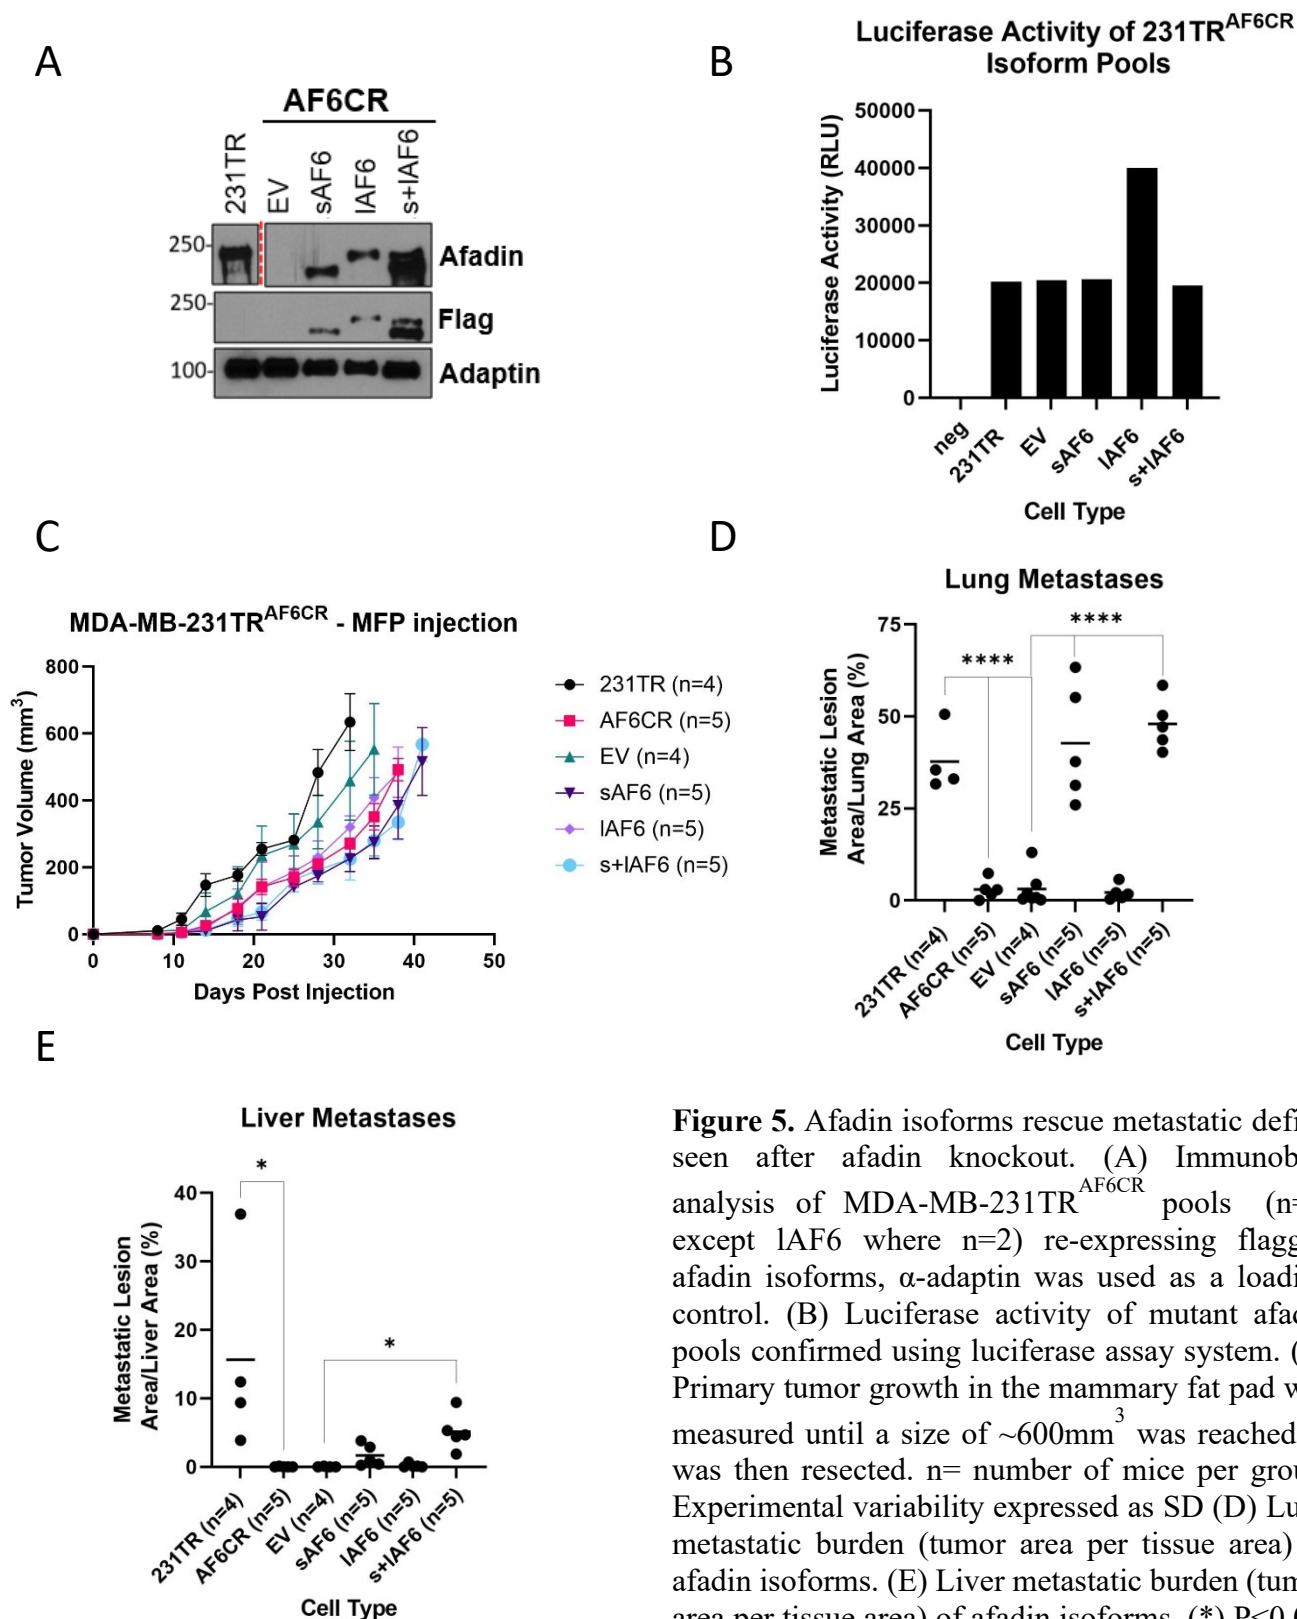 A
AF6CR
231TR
EV
sAF6
lAF6
s+lAF6
250
Afadin
250
Flag
100
Adaptin
B
Luciferase Activity of 231TR^AF6CR
Isoform Pools
Luciferase Activity (RLU)
50000
40000
30000
20000
10000
0
neg
231TR
EV
sAF6
lAF6
s+lAF6
Cell Type
C
MDA-MB-231TR^AF6CR - MFP injection
Tumor Volume (mm³)
800
600
400
200
0
0 10 20 30 40 50
Days Post Injection
231TR (n=4)
AF6CR (n=5)
EV (n=4)
sAF6 (n=5)
lAF6 (n=5)
s+lAF6 (n=5)
D
Lung Metastases
Metastatic Lesion
Area/Lung Area (%)
75
50
25
0
****
****
231TR (n=4)
AF6CR (n=5)
EV (n=4)
sAF6 (n=5)
lAF6 (n=5)
s+lAF6 (n=5)
Cell Type
E
Liver Metastases
Metastatic Lesion
Area/Liver Area (%)
40
30
20
10
0
*
*
231TR (n=4)
AF6CR (n=5)
EV (n=4)
sAF6 (n=5)
lAF6 (n=5)
s+lAF6 (n=5)
Cell Type
Figure 5. Afadin isoforms rescue metastatic defi
seen after afadin knockout. (A) Immunob
analysis of MDA-MB-231TR^AF6CR pools (n=
except lAF6 where n=2) re-expressing flagg
afadin isoforms, α-adaptin was used as a loadi
control. (B) Luciferase activity of mutant afad
pools confirmed using luciferase assay system. (
Primary tumor growth in the mammary fat pad w
measured until a size of ~600mm³ was reached
was then resected. n= number of mice per grou
Experimental variability expressed as SD (D) Lu
metastatic burden (tumor area per tissue area)
afadin isoforms. (E) Liver metastatic burden (tum
area per tissue area) of afadin isoforms. (*)